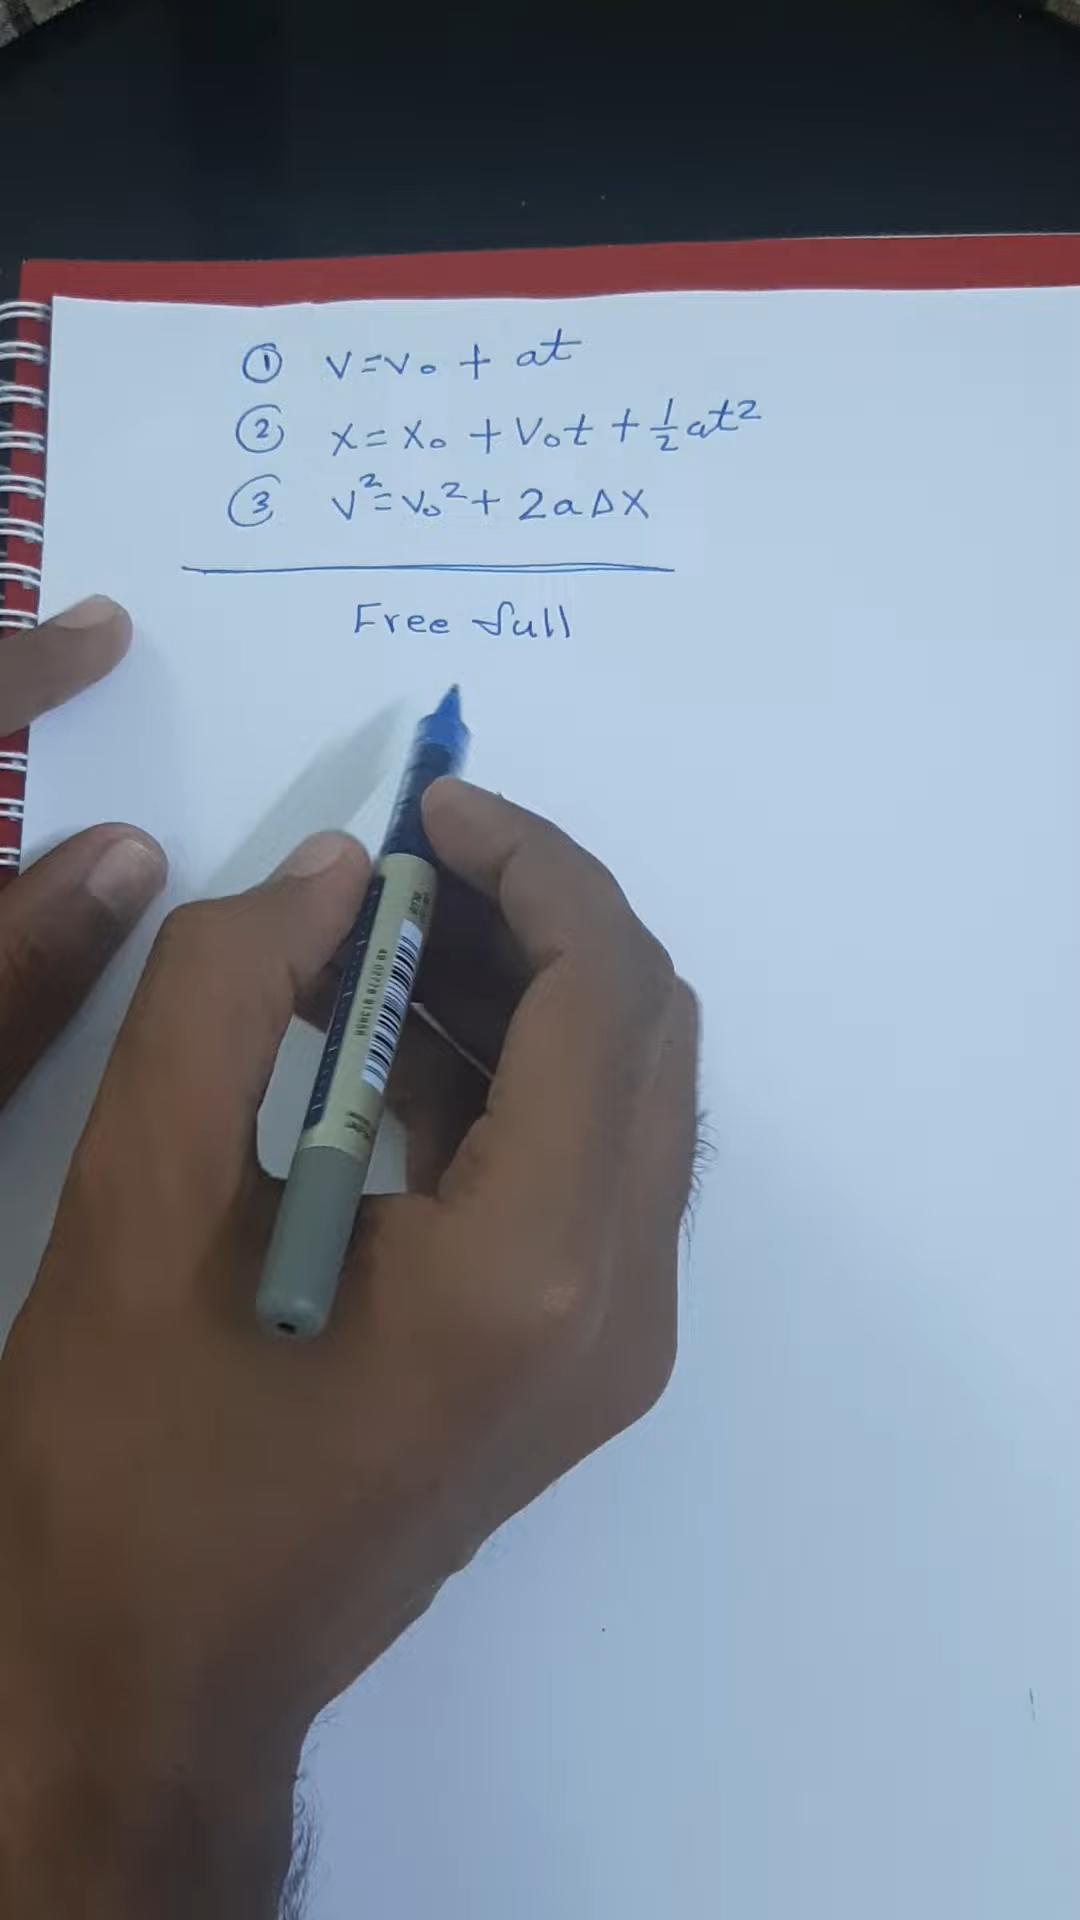 ① v=v₀ + at
② x=x₀ + v₀t + ½at²
③ v²=v₀²+ 2aΔx
Free full